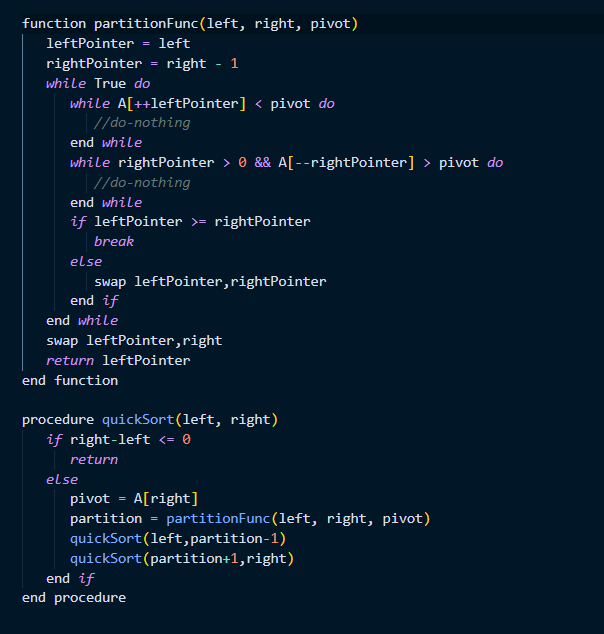 function partitionFunc(left, right, pivot)
leftPointer = left
rightPointer = right - 1
while True do
while A[++leftPointer] < pivot do
//do-nothing
end while
while rightPointer > 0 && A[--rightPointer] > pivot do
//do-nothing
end while
if leftPointer >= rightPointer
break
else
swap leftPointer,rightPointer
end if
end while
swap leftPointer,right
return leftPointer
end function
procedure quickSort(left, right)
if right-left <= 0
return
else
pivot = A[right]
partition = partitionFunc(left, right, pivot)
quickSort(left,partition-1)
quickSort(partition+1,right)
end if
end procedure